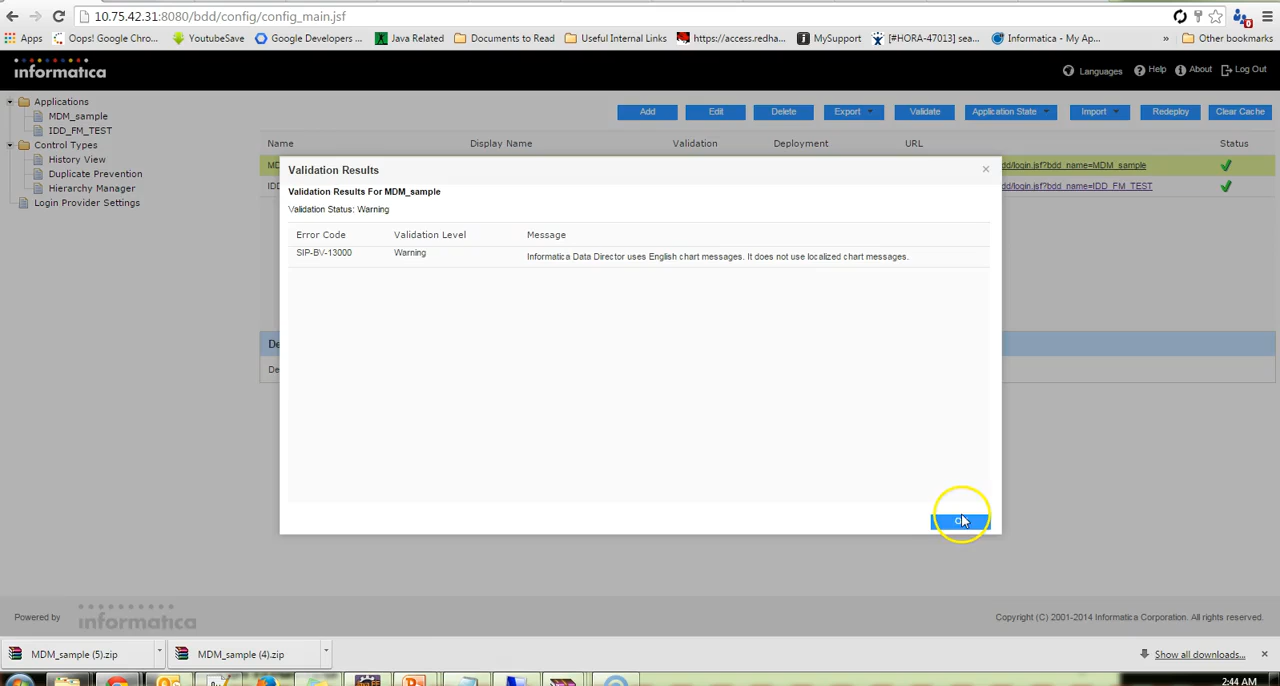 10.75.42.31:8080/bdd/config/config_main.jsf
Apps Oops! Google Chro... YoutubeSave Google Developers ... Java Related Documents to Read Useful Internal Links https://access.redha... MySupport [#HORA-47013] sea... Informatica - My Ap... » Other bookmarks
informatica Languages Help About Log Out
Applications
MDM_sample
IDD_FM_TEST
Control Types
History View
Duplicate Prevention
Hierarchy Manager
Login Provider Settings
Add Edit Delete Export Validate Application State Import Redeploy Clear Cache
Name Display Name Validation Deployment URL Status
dd/login.jsf?bdd_name=MDM_sample
dd/login.jsf?bdd_name=IDD_FM_TEST
Validation Results
Validation Results For MDM_sample
Validation Status: Warning
Error Code Validation Level Message
SIP-BV-13000 Warning Informatica Data Director uses English chart messages. It does not use localized chart messages.
De
De
Powered by informatica Copyright (C) 2001-2014 Informatica Corporation. All rights reserved.
MDM_sample (5).zip MDM_sample (4).zip Show all downloads...
2:44 AM